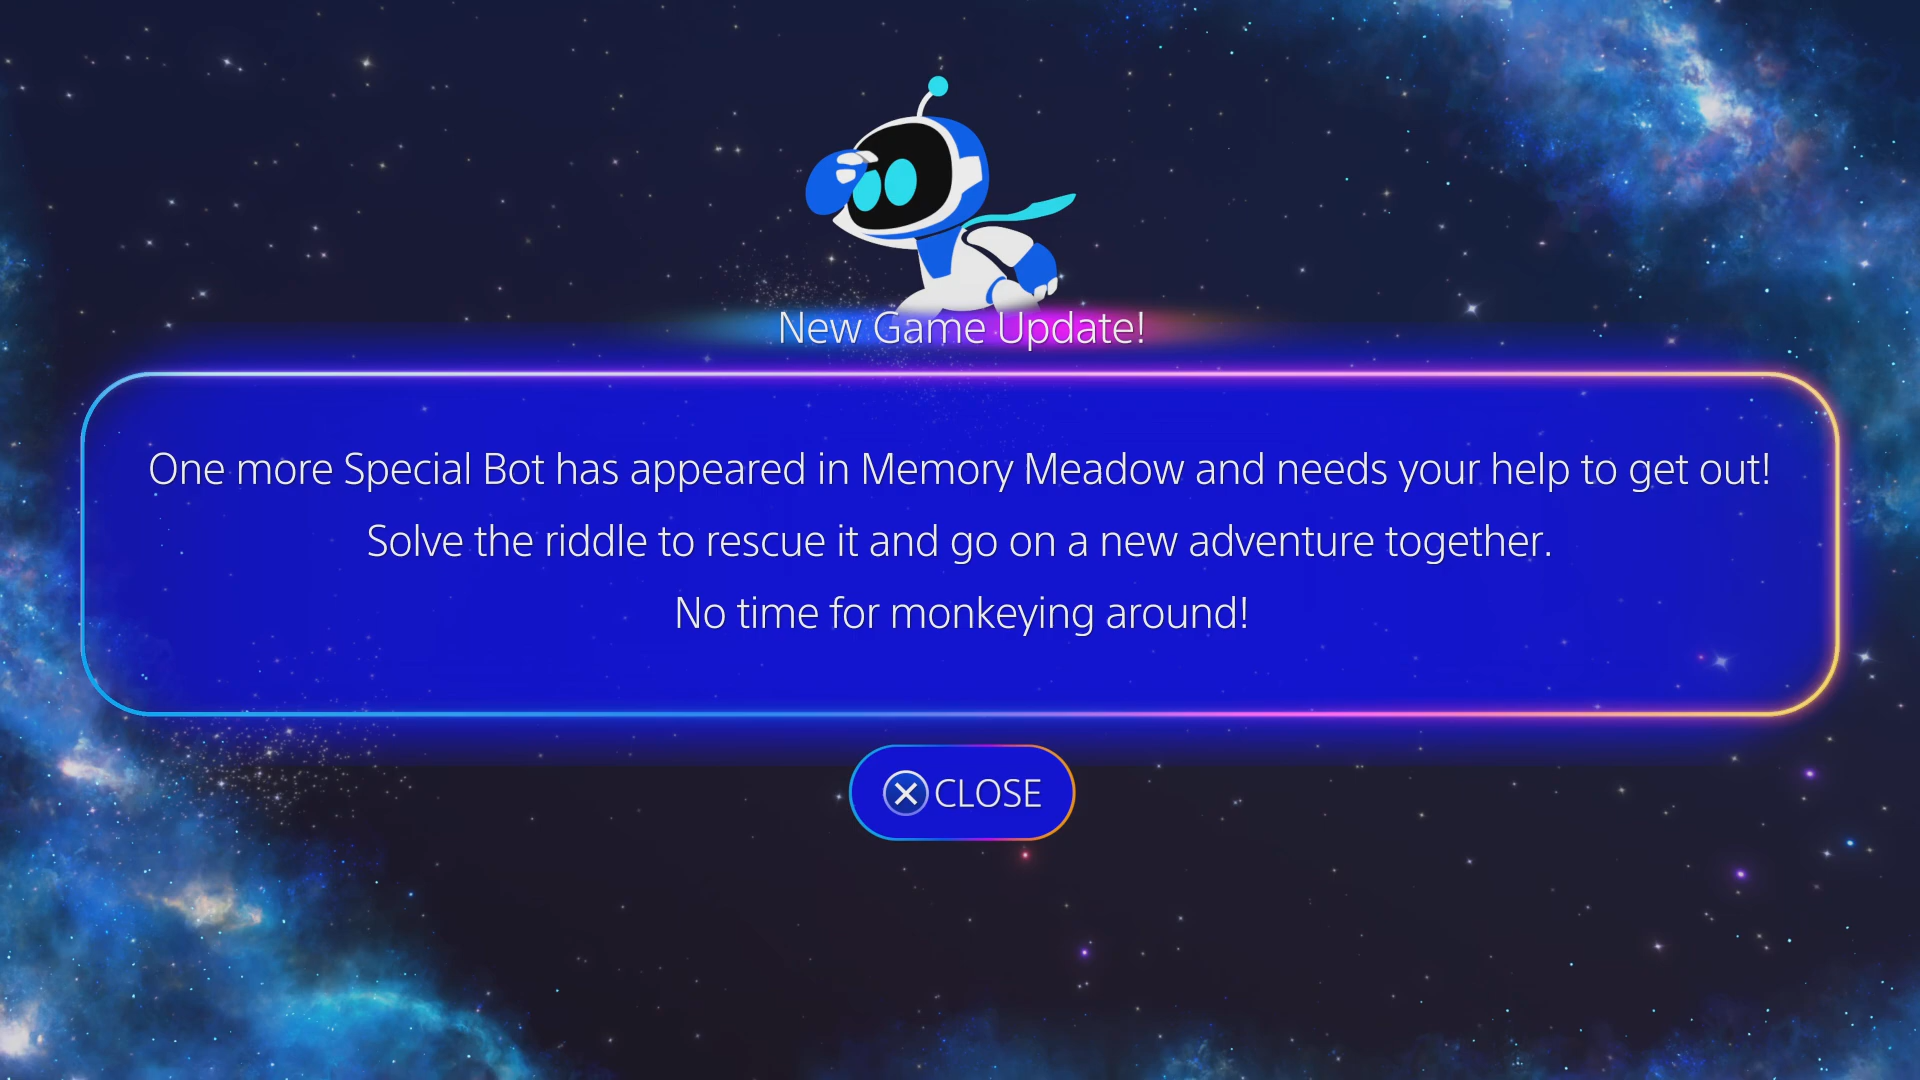 New Game Update!
One more Special Bot has appeared in Memory Meadow and needs your help to get out!
Solve the riddle to rescue it and go on a new adventure together.
No time for monkeying around!
CLOSE